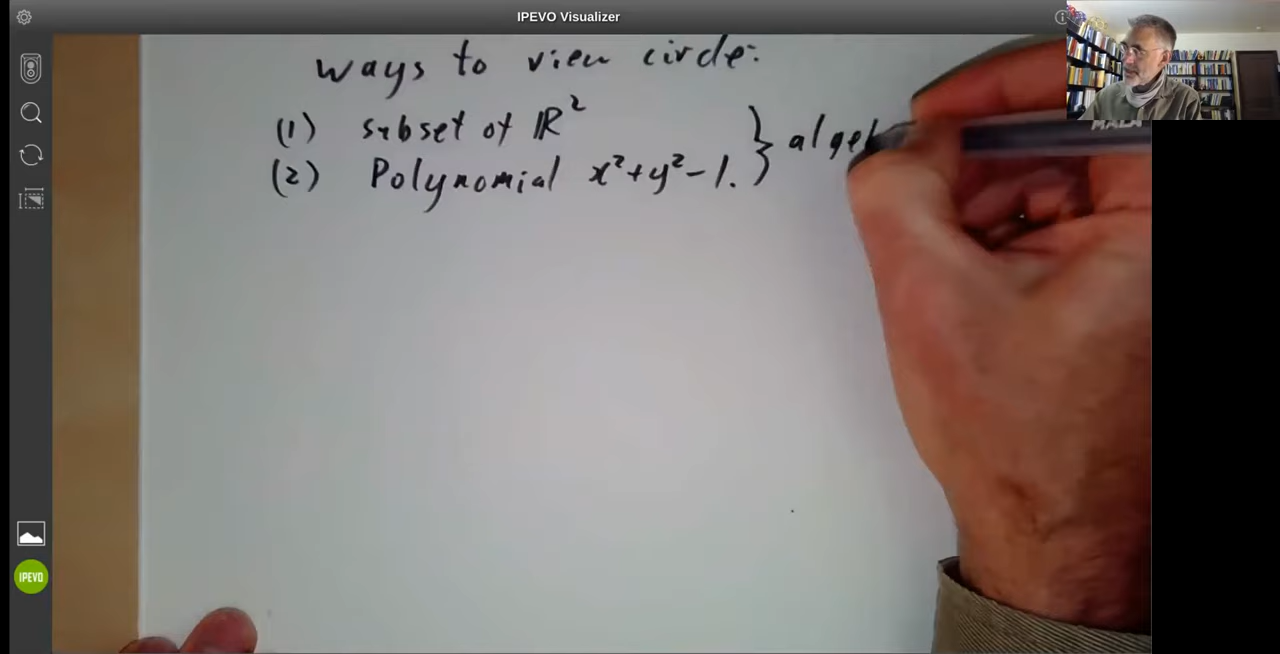 IPEVO Visualizer
ways to view circle:
(1) subset of ℝ²
(2) Polynomial x²+y²-1. } algeb
IPEVO